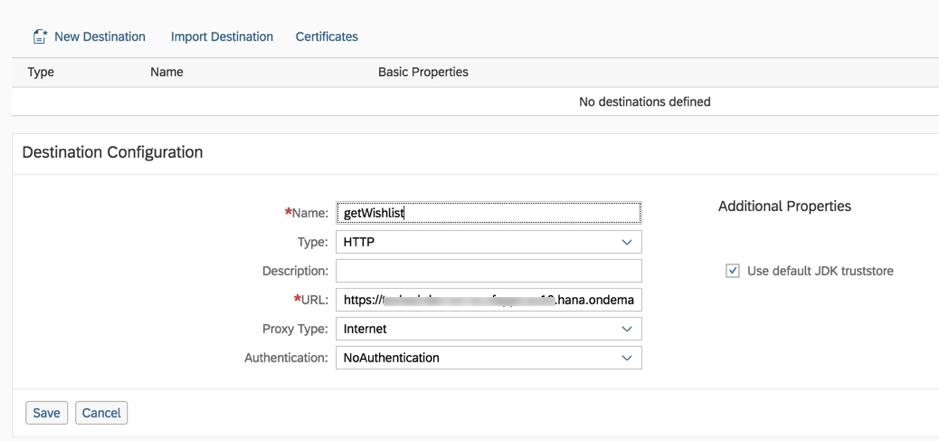 New Destination Import Destination Certificates
Type Name Basic Properties
No destinations defined
Destination Configuration
*Name: getWishlist
Additional Properties
Type: HTTP
Description:
Use default JDK truststore
*URL: https:// .hana.ondema
Proxy Type: Internet
Authentication: NoAuthentication
Save Cancel